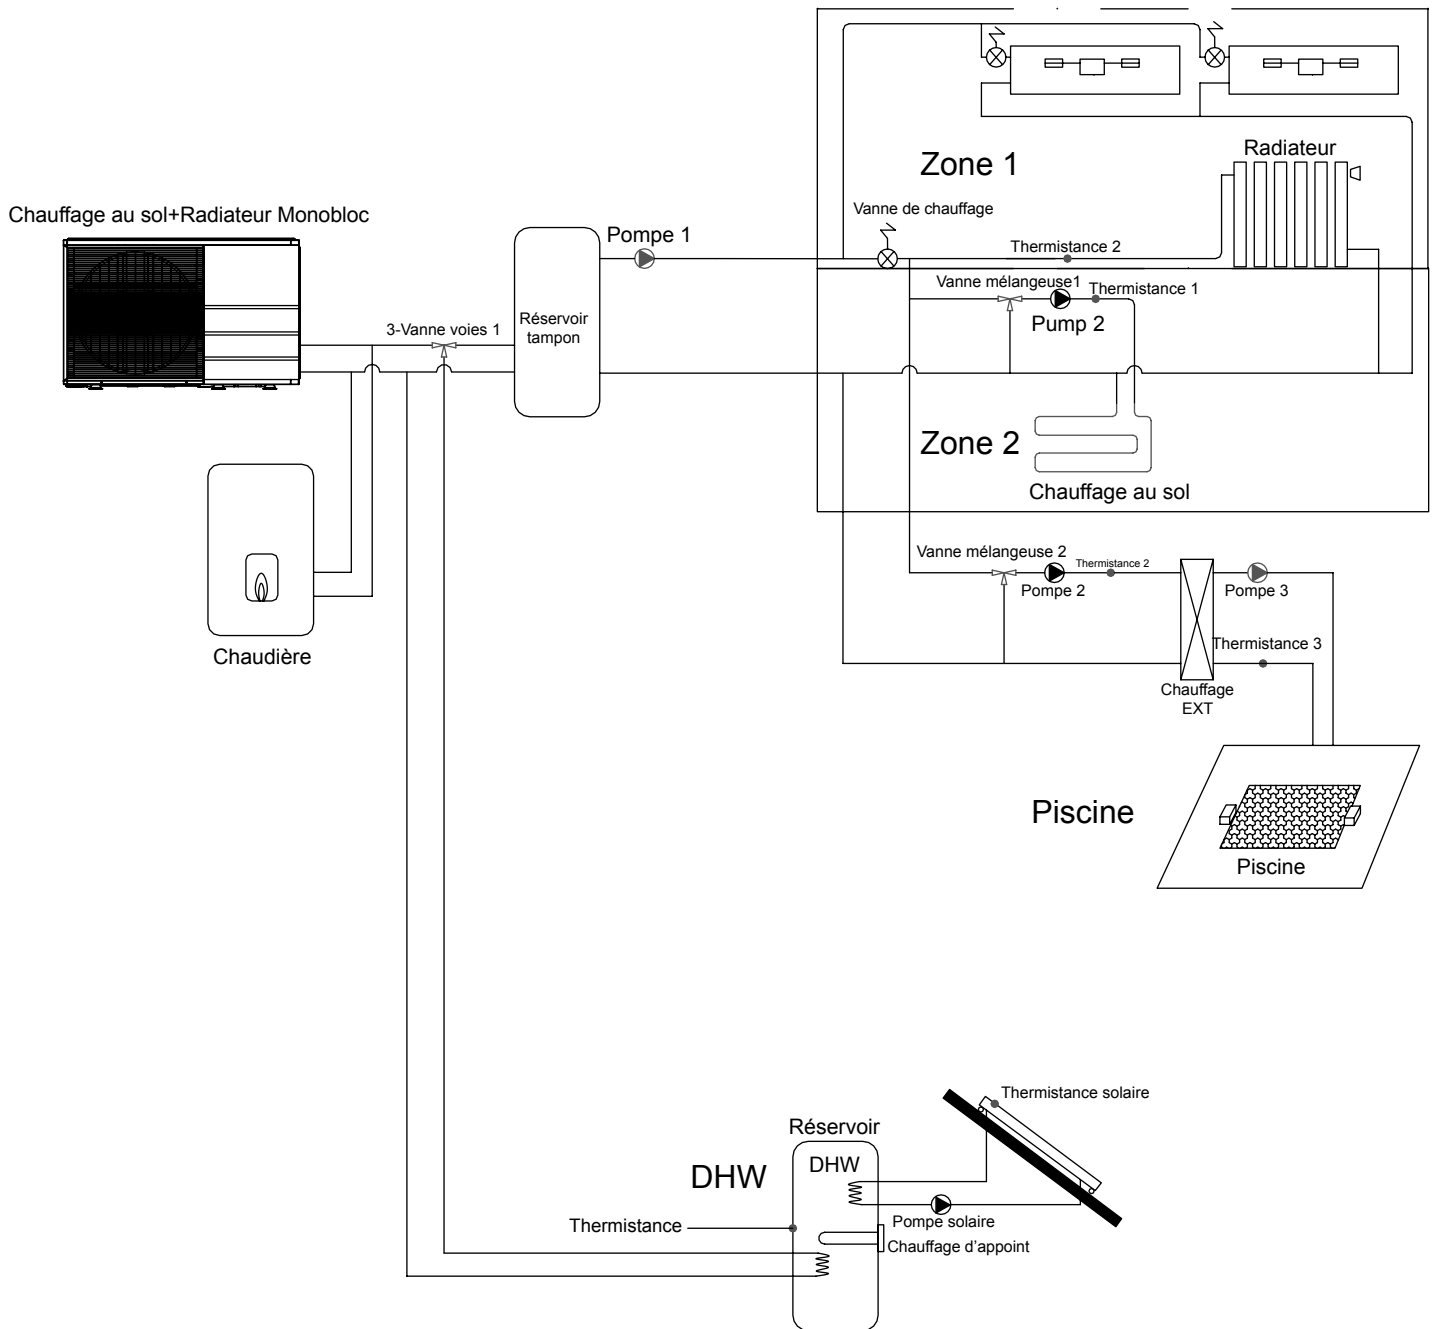 Zone 1
Radiateur
Vanne de chauffage
Chauffage au sol+Radiateur Monobloc
Pompe 1
Thermistance 2
Vanne mélangeuse1
Thermistance 1
Pump 2
3-Vanne voies 1
Réservoir
tampon
Zone 2
Chauffage au sol
Vanne mélangeuse 2
Thermistance 2
Pompe 2
Pompe 3
Thermistance 3
Chaudière
Chauffage
EXT
Piscine
Piscine
Thermistance solaire
Réservoir
DHW
DHW
Thermistance
Pompe solaire
Chauffage d’appoint